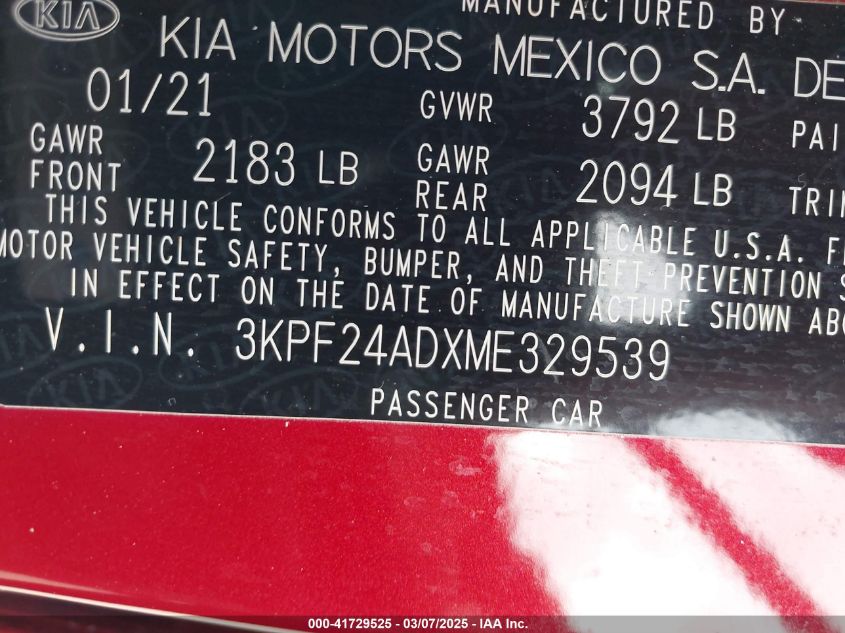 KIA
MANUFACTURED BY
KIA MOTORS MEXICO S.A. DE
01/21 GVWR 3792 LB
GAWR FRONT 2183 LB GAWR REAR 2094 LB
THIS VEHICLE CONFORMS TO ALL APPLICABLE U.S.A.
MOTOR VEHICLE SAFETY, BUMPER, AND THEFT PREVENTION
IN EFFECT ON THE DATE OF MANUFACTURE SHOWN
V.I.N. 3KPF24ADXME329539
PASSENGER CAR
000-41729525 - 03/07/2025 - IAA Inc.